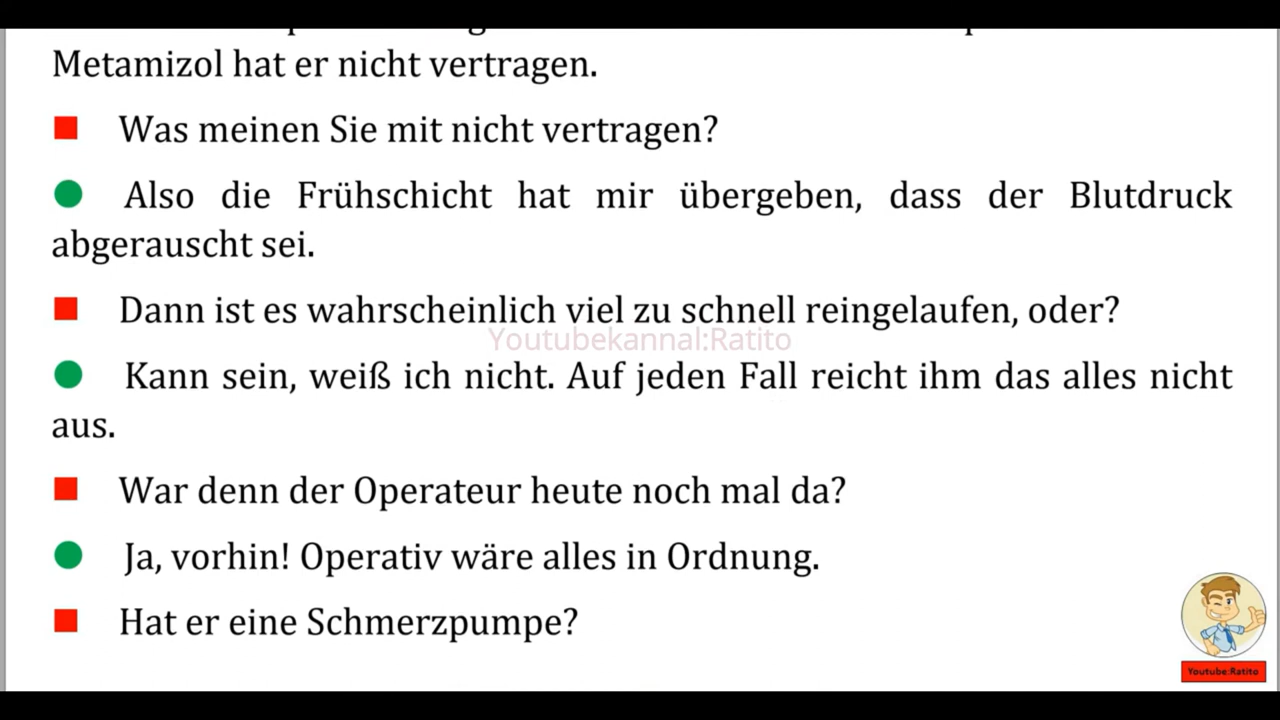 Metamizol hat er nicht vertragen.
Was meinen Sie mit nicht vertragen?
Also die Frühschicht hat mir übergeben, dass der Blutdruck
abgerauscht sei.
Dann ist es wahrscheinlich viel zu schnell reingelaufen, oder?
Youtubekannal:Ratito
Kann sein, weiß ich nicht. Auf jeden Fall reicht ihm das alles nicht
aus.
War denn der Operateur heute noch mal da?
Ja, vorhin! Operativ wäre alles in Ordnung.
Hat er eine Schmerzpumpe?
Youtube:Ratito